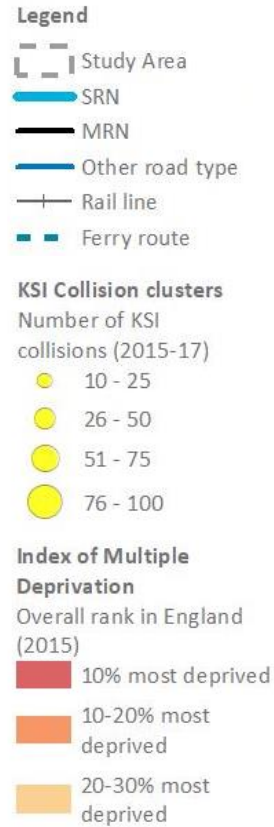 Legend
Study Area
SRN
MRN
Other road type
Rail line
Ferry route
KSI Collision clusters
Number of KSI
collisions (2015-17)
10 - 25
26 - 50
51 - 75
76 - 100
Index of Multiple
Deprivation
Overall rank in England
(2015)
10% most deprived
10-20% most
deprived
20-30% most
deprived